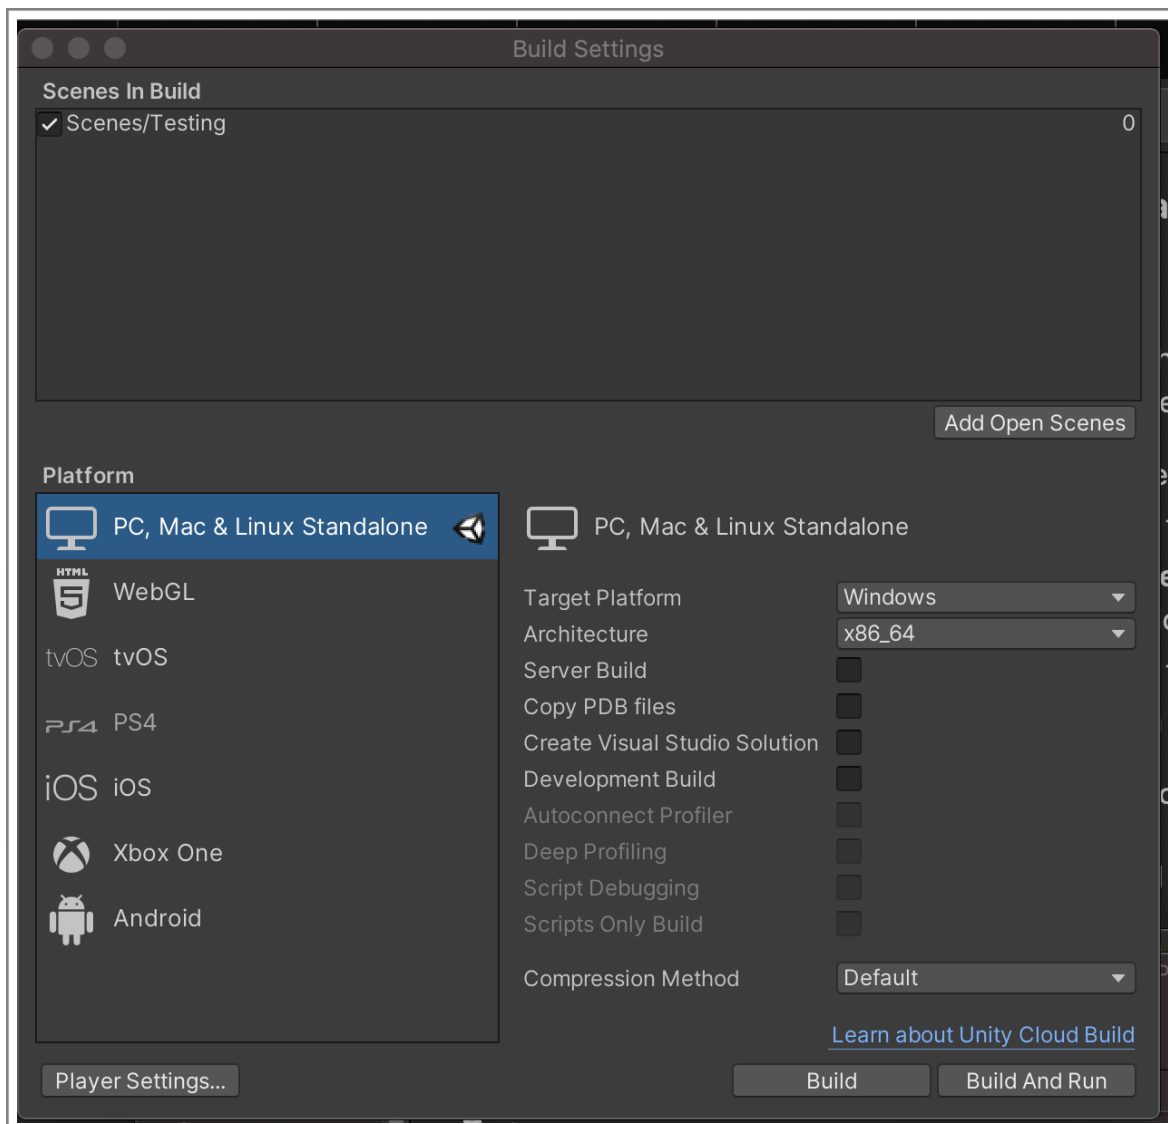 Build Settings
Scenes In Build
Scenes/Testing 0
Add Open Scenes
Platform
PC, Mac & Linux Standalone
HTML
5
WebGL
tvOS tvOS
PS4 PS4
iOS iOS
Xbox One
Android
PC, Mac & Linux Standalone
Target Platform Windows
Architecture x86_64
Server Build
Copy PDB files
Create Visual Studio Solution
Development Build
Autoconnect Profiler
Deep Profiling
Script Debugging
Scripts Only Build
Compression Method Default
Learn about Unity Cloud Build
Player Settings...
Build
Build And Run